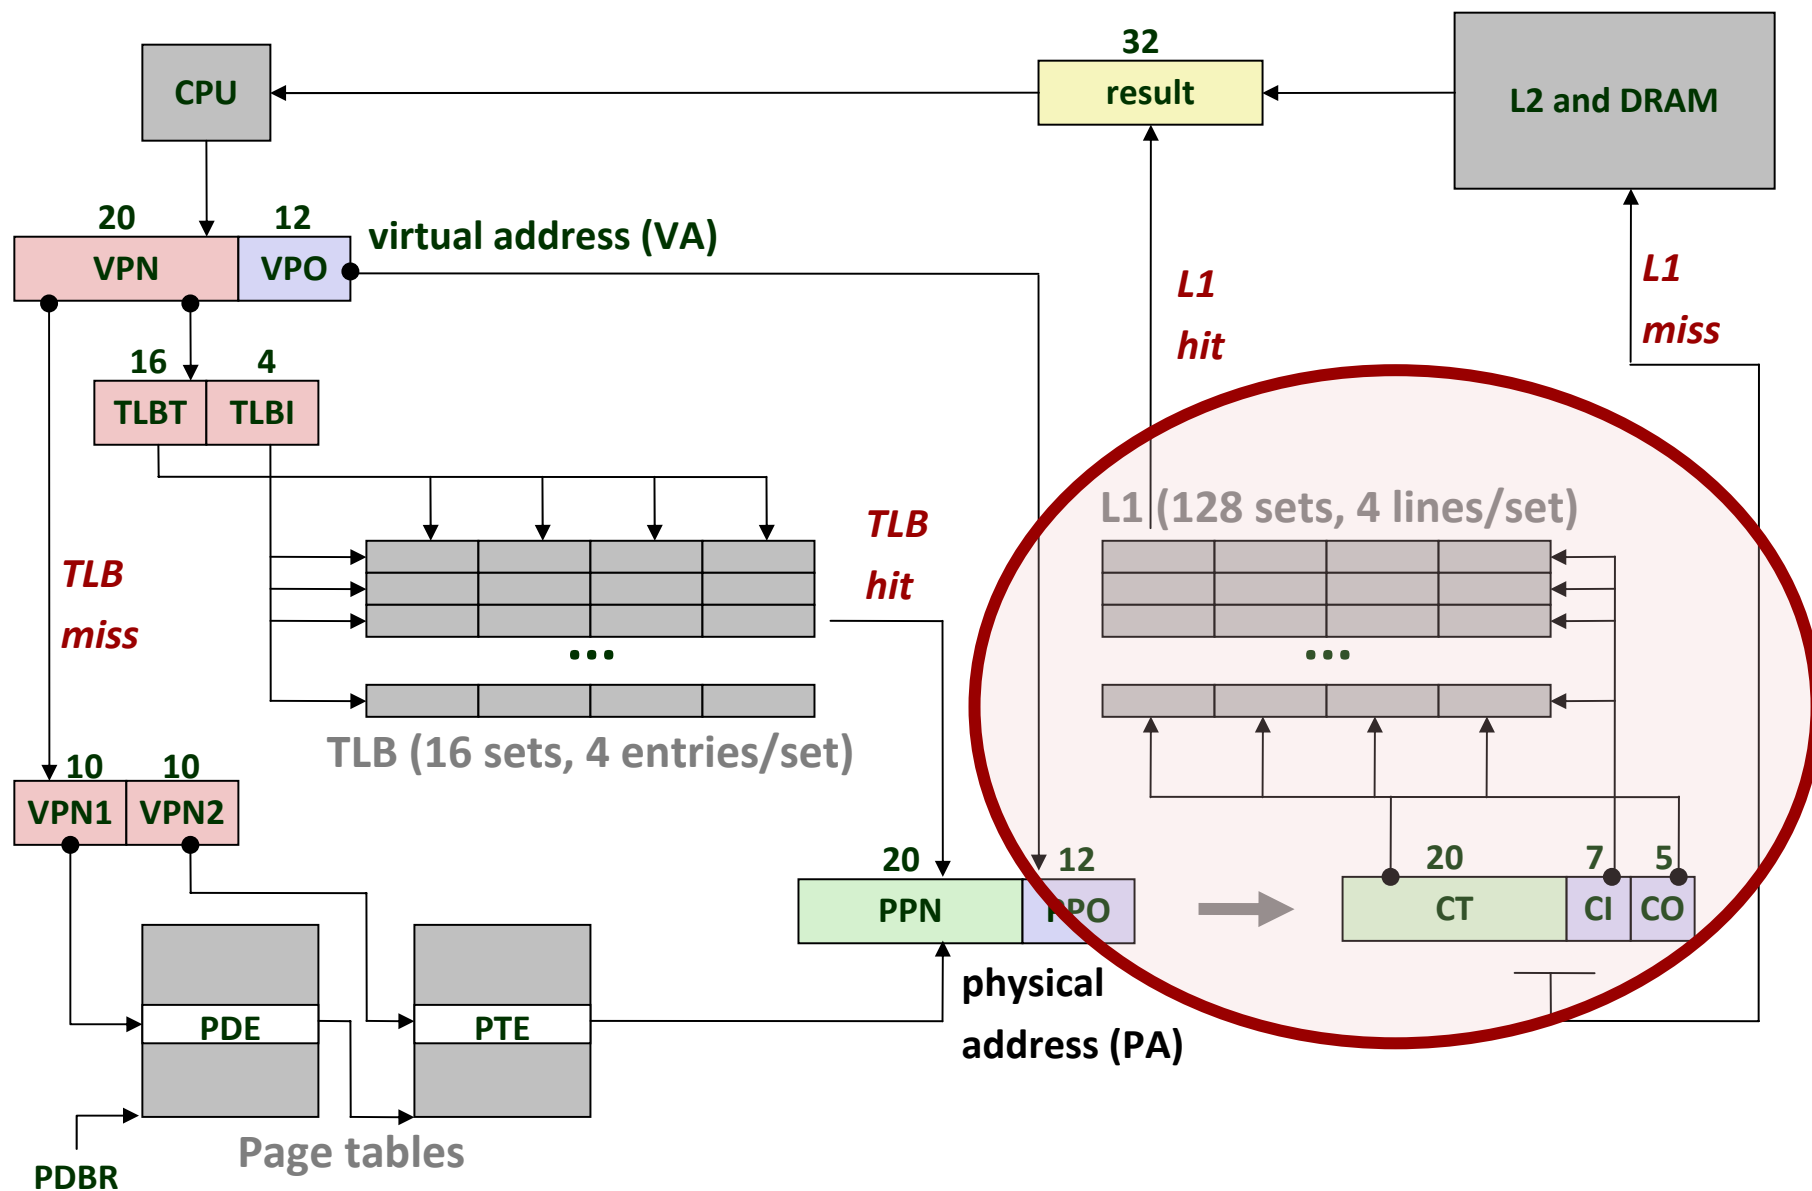 32
CPU
result
L2 and DRAM
20
12
virtual address (VA)
VPN
VPO
L1
hit
L1
miss
16
4
TLBT
TLBI
L1 (128 sets, 4 lines/set)
TLB
hit
TLB
miss
...
...
TLB (16 sets, 4 entries/set)
10
10
VPN1
VPN2
20
12
20
7
5
PPN
PPO
CT
CI
CO
physical
address (PA)
PDE
PTE
Page tables
PDBR